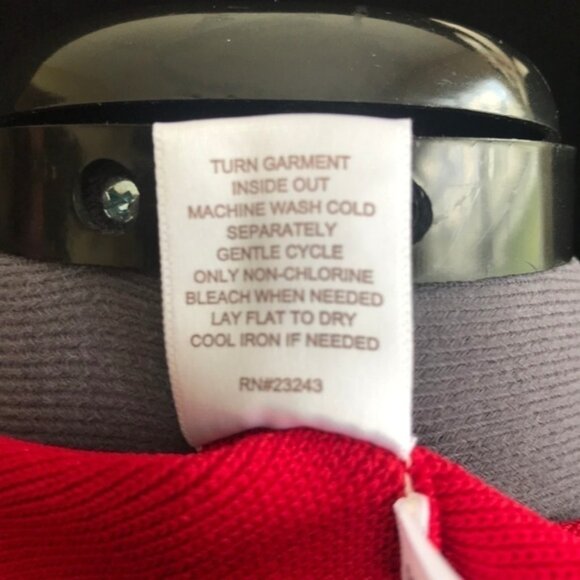 TURN GARMENT
INSIDE OUT
MACHINE WASH COLD
SEPARATELY
GENTLE CYCLE
ONLY NON-CHLORINE
BLEACH WHEN NEEDED
LAY FLAT TO DRY
COOL IRON IF NEEDED
RN#23243